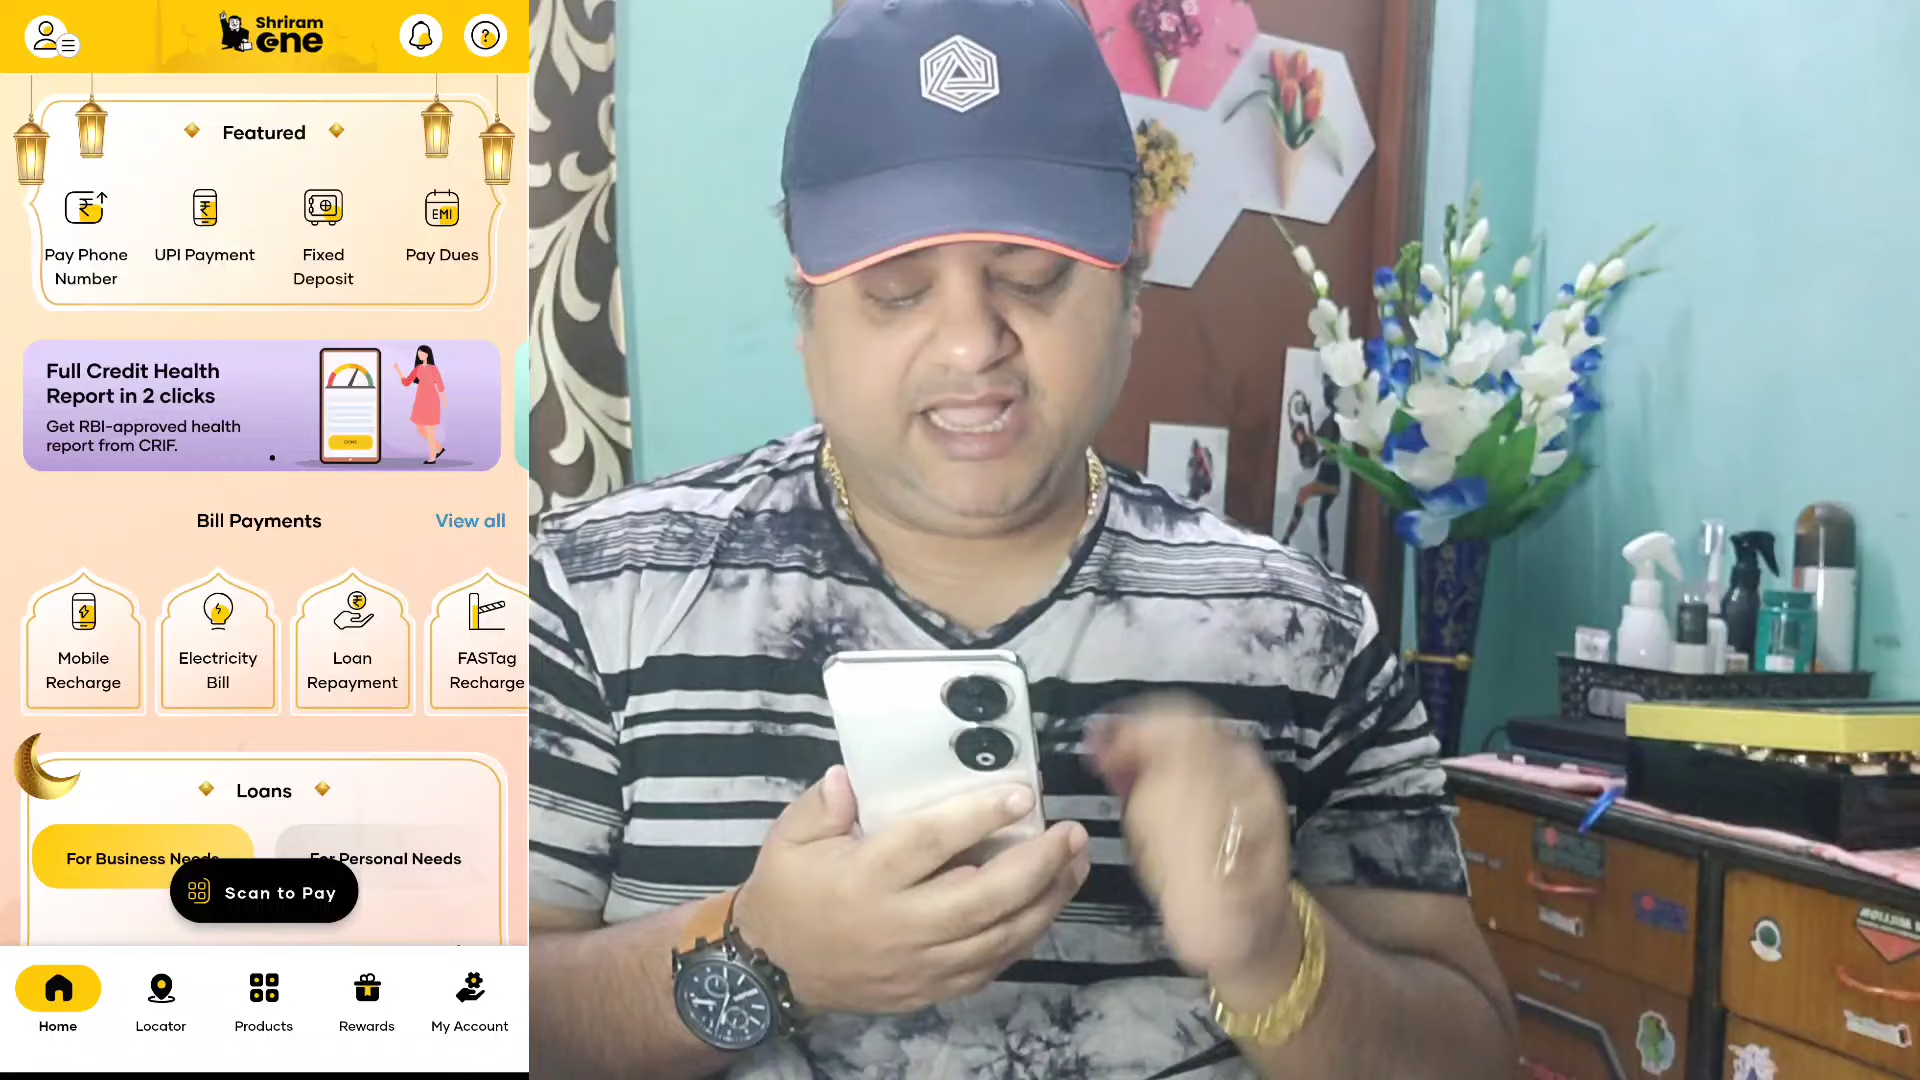 Shriram
One
?
Featured
Pay Phone
Number
UPI Payment
Fixed
Deposit
EMI
Pay Dues
Full Credit Health
Report in 2 clicks
Get RBI-approved health
report from CRIF.
DONE
Bill Payments
View all
Mobile
Recharge
Electricity
Bill
Loan
Repayment
FASTag
Recharge
Loans
For Business Needs
For Personal Needs
Scan to Pay
Home
Locator
Products
Rewards
My Account